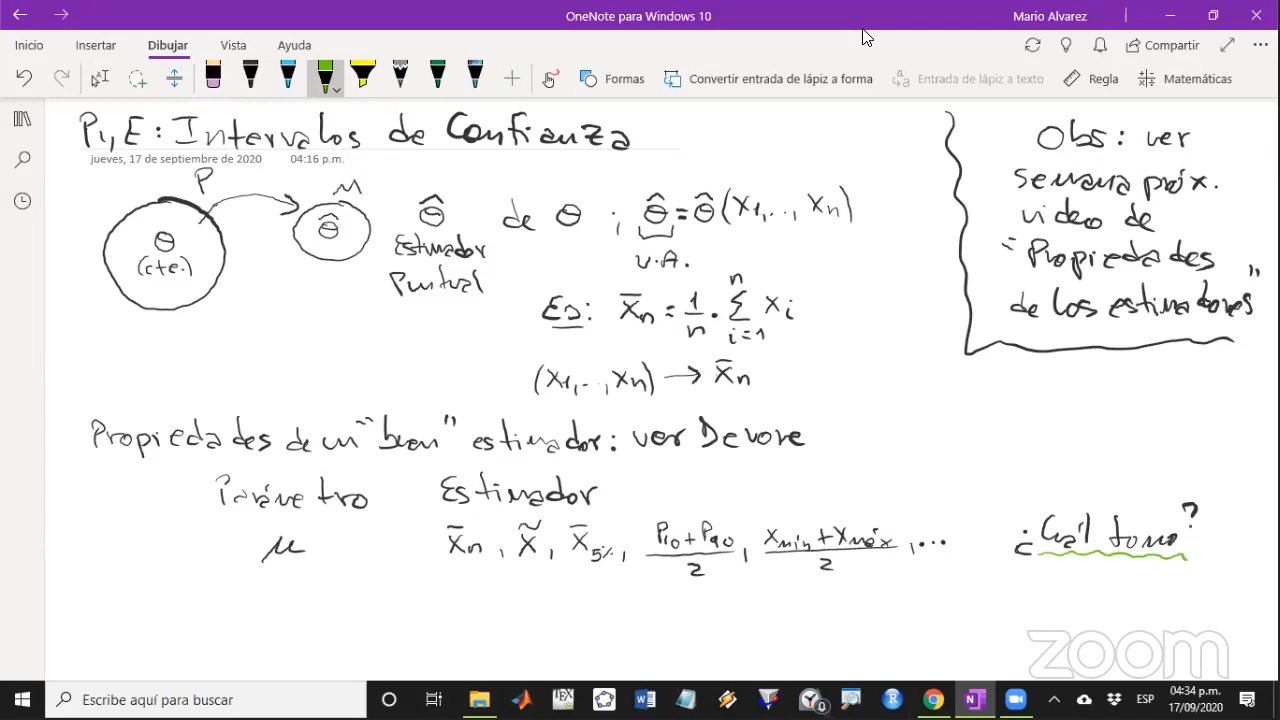 OneNote para Windows 10
Mario Alvarez
Inicio Insertar Dibujar Vista Ayuda
Compartir
Formas Convertir entrada de lápiz a forma Entrada de lápiz a texto Regla Matemáticas
P y E: Intervalos de Confianza
jueves, 17 de septiembre de 2020 04:16 p.m.
P M
θ
(cte.)
θ̂
θ̂ de θ ; θ̂ = θ̂(X1,..., Xn)
Estimador
Puntual
v.A.
Ej: X̄n = 1/n · Σ_{i=1}^{n} Xi
(X1,..., Xn) → X̄n
Obs: ver
semana próx.
video de
"Propiedades
de los estimadores"
Propiedades de un "buen" estimador: ver Devore
Parámetro Estimador
μ X̄n, X̃, X̄5%, (P10+P90)/2, (Xmín+Xmáx)/2, ... ¿Cuál tomo?
zoom
Escribe aquí para buscar
ESP
04:34 p.m.
17/09/2020